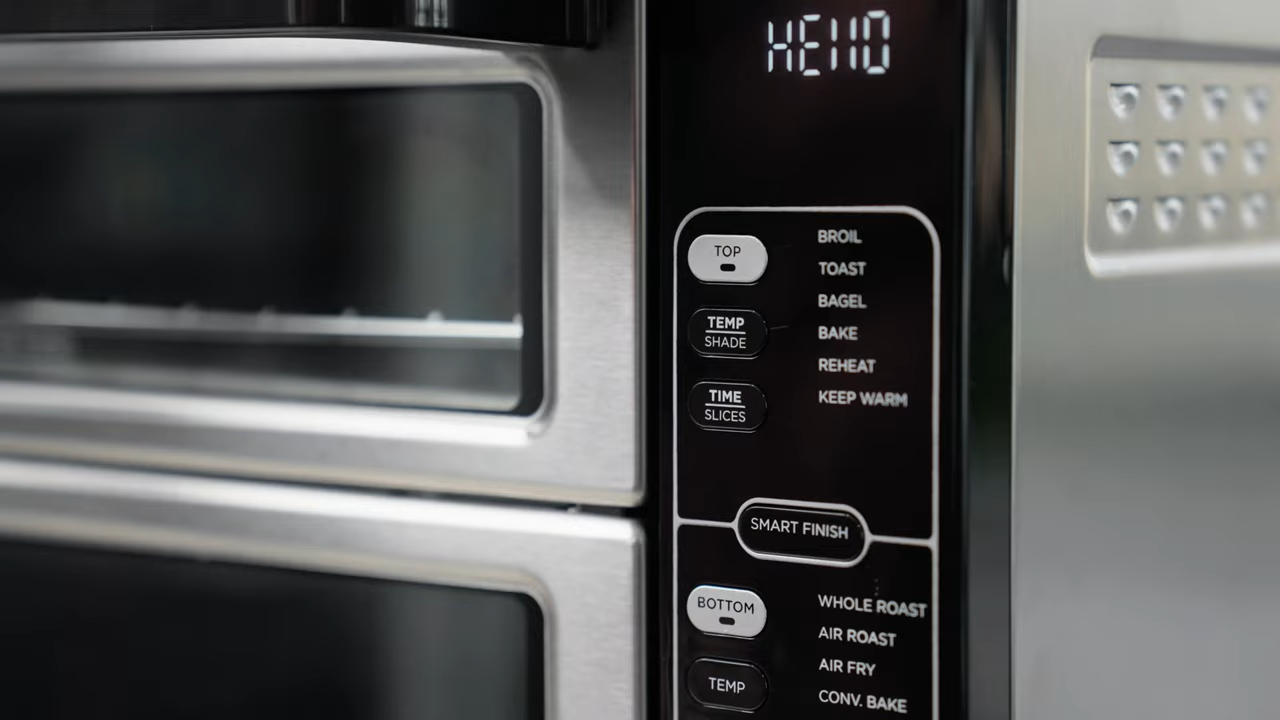 HEllO
TOP
TEMP
SHADE
TIME
SLICES
BROIL
TOAST
BAGEL
BAKE
REHEAT
KEEP WARM
SMART FINISH
BOTTOM
TEMP
WHOLE ROAST
AIR ROAST
AIR FRY
CONV. BAKE